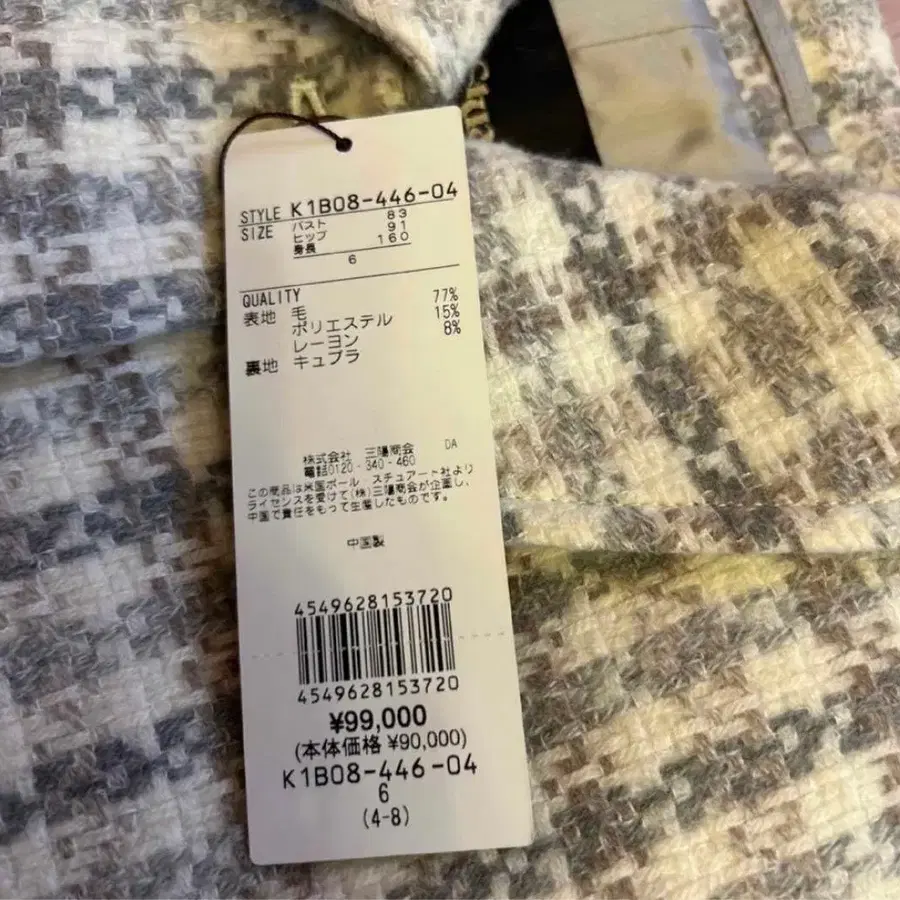 STYLE K1B08-446-04
SIZE バスト 83
ヒップ 91
身長 160
6
QUALITY
表地 毛 77%
ポリエステル 15%
レーヨン 8%
裏地 キュプラ
株式会社 三陽商会 DA
電話0120-340-460
この商品は米国ポール スチュアート社より
ライセンスを受けて(株)三陽商会が企画し、
中国で責任をもって生産したものです。
中国製
4549628153720
4549628153720
¥99,000
(本体価格 ¥90,000)
K1B08-446-04
6
(4-8)